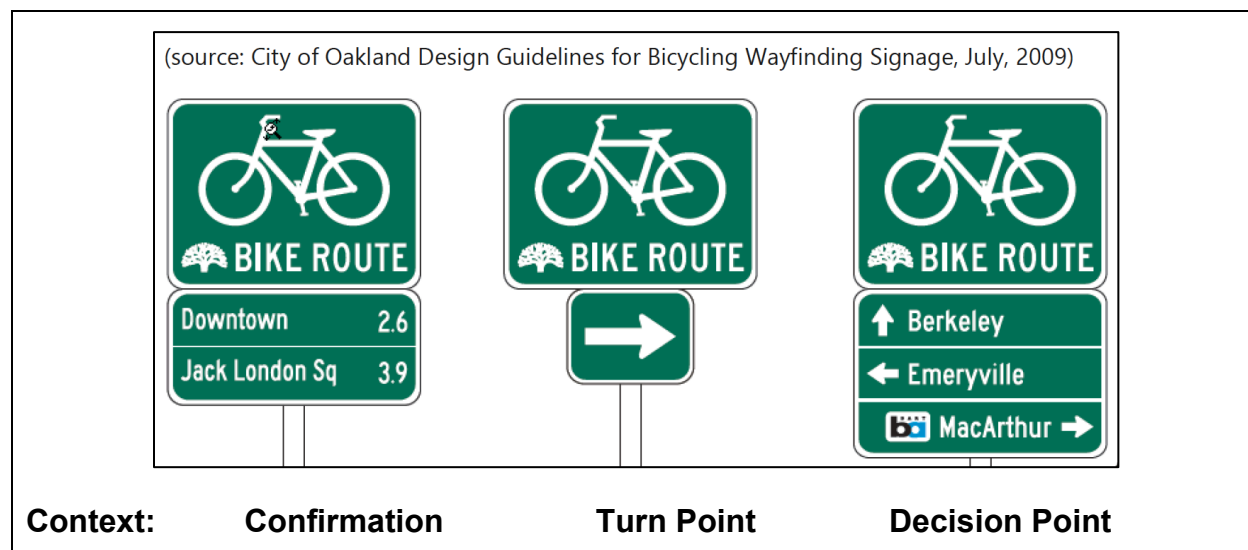 (source: City of Oakland Design Guidelines for Bicycling Wayfinding Signage, July, 2009)
BIKE ROUTE
Downtown 2.6
Jack London Sq 3.9
BIKE ROUTE
BIKE ROUTE
Berkeley
Emeryville
ba MacArthur
Context: Confirmation Turn Point Decision Point